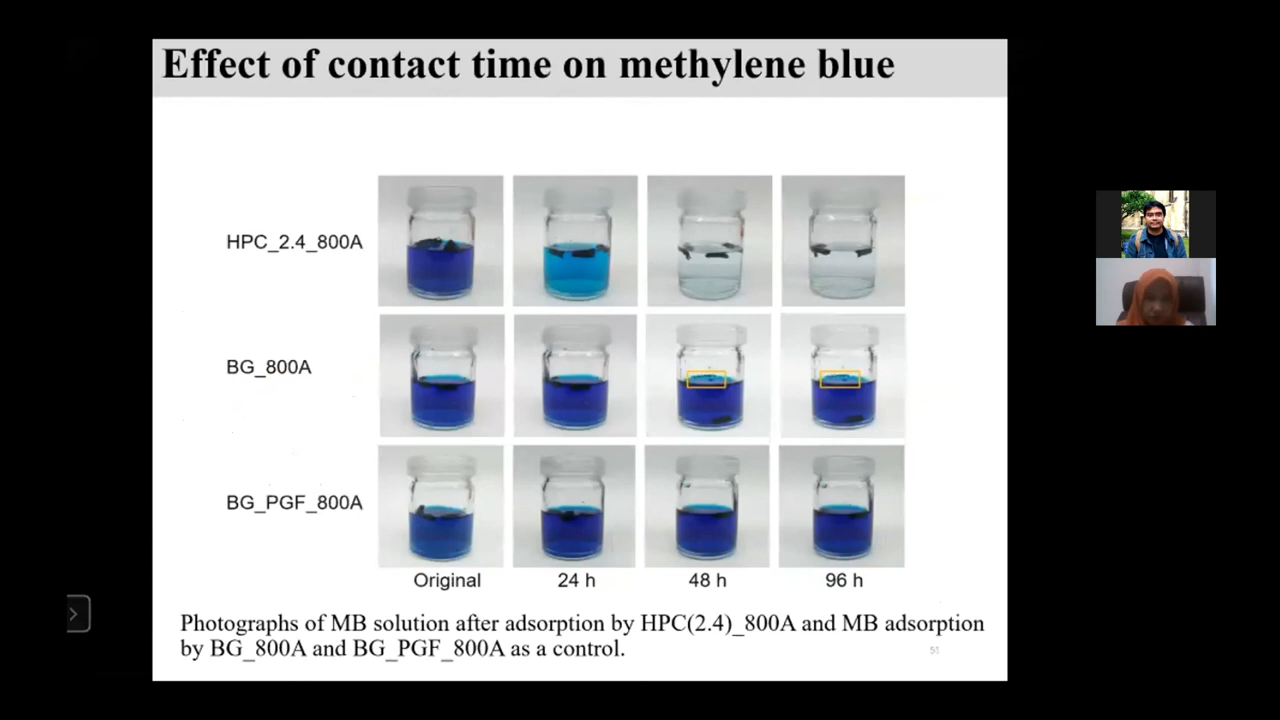 Effect of contact time on methylene blue
HPC_2.4_800A
BG_800A
BG_PGF_800A
Original 24 h 48 h 96 h
Photographs of MB solution after adsorption by HPC(2.4)_800A and MB adsorption
by BG_800A and BG_PGF_800A as a control.
51